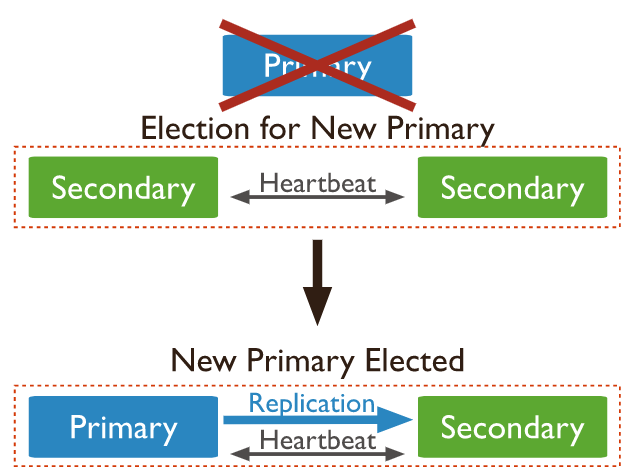 Primary
Election for New Primary
Secondary
Heartbeat
Secondary
New Primary Elected
Primary
Replication
Heartbeat
Secondary